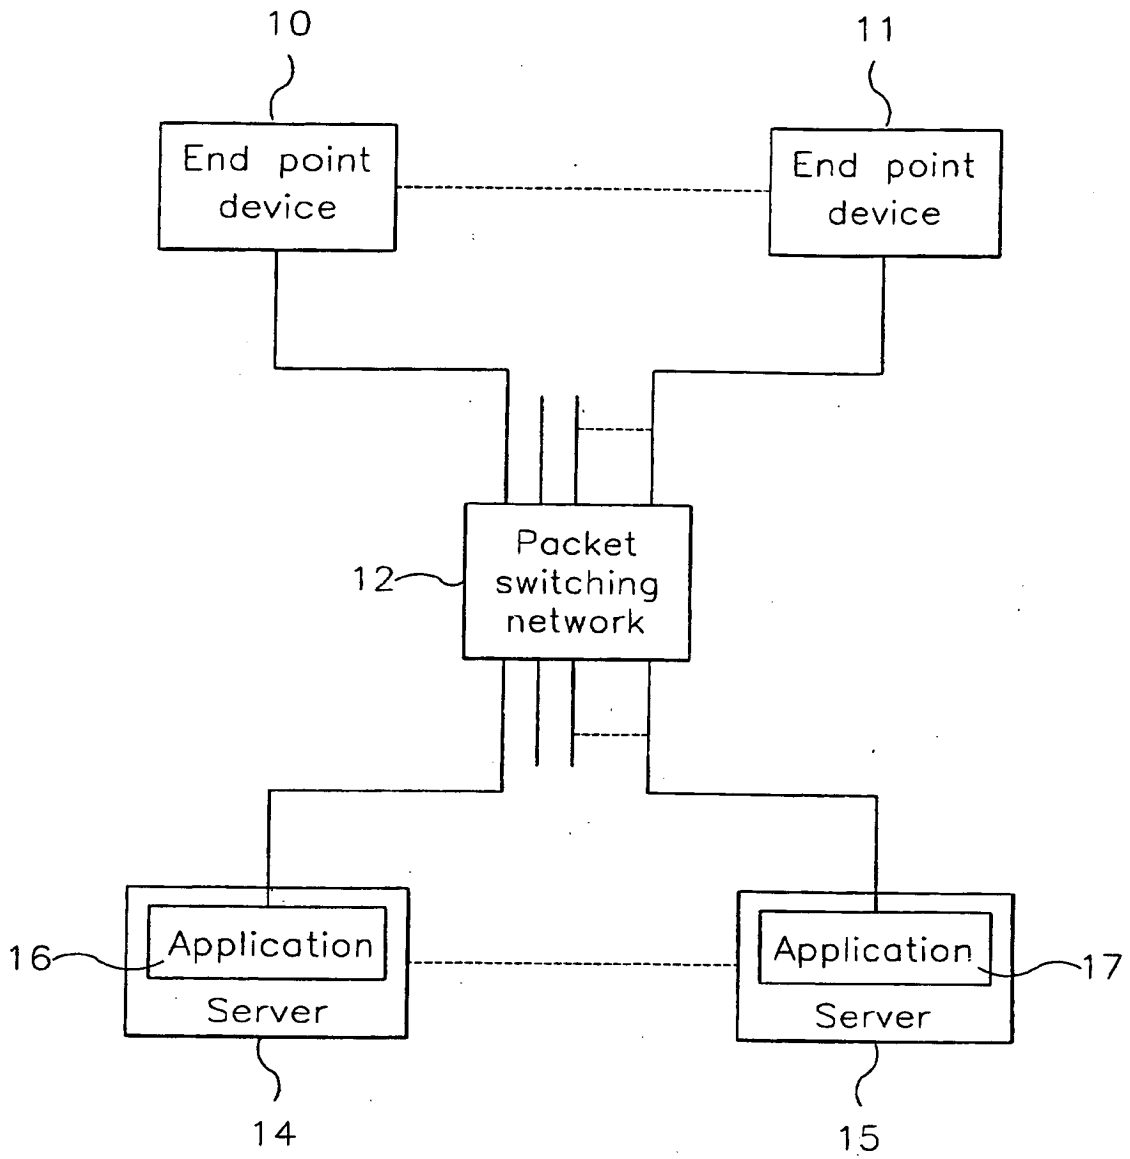 10
11
End point
device
End point
device
12
Packet
switching
network
16
Application
Server
Application
17
Server
14
15